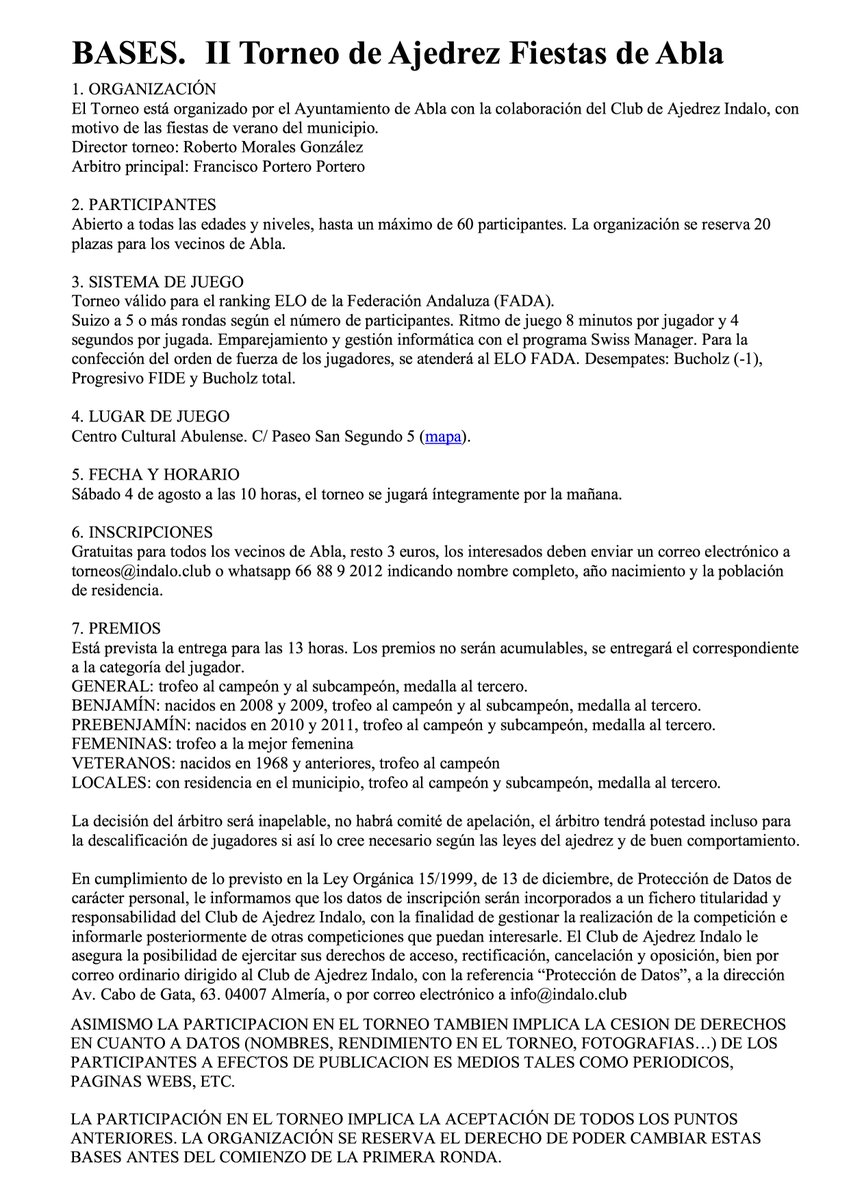 BASES.  II Torneo de Ajedrez Fiestas de Abla
1. ORGANIZACIÓN
El Torneo está organizado por el Ayuntamiento de Abla con la colaboración del Club de Ajedrez Indalo, con
motivo de las fiestas de verano del municipio.
Director torneo: Roberto Morales González
Arbitro principal: Francisco Portero Portero
2. PARTICIPANTES
Abierto a todas las edades y niveles, hasta un máximo de 60 participantes. La organización se reserva 20
plazas para los vecinos de Abla.
3. SISTEMA DE JUEGO
Torneo válido para el ranking ELO de la Federación Andaluza (FADA).
Suizo a 5 o más rondas según el número de participantes. Ritmo de juego 8 minutos por jugador y 4
segundos por jugada. Emparejamiento y gestión informática con el programa Swiss Manager. Para la
confección del orden de fuerza de los jugadores, se atenderá al ELO FADA. Desempates: Bucholz (-1),
Progresivo FIDE y Bucholz total.
4. LUGAR DE JUEGO
Centro Cultural Abulense. C/ Paseo San Segundo 5 (mapa).
5. FECHA Y HORARIO
Sábado 4 de agosto a las 10 horas, el torneo se jugará íntegramente por la mañana.
6. INSCRIPCIONES
Gratuitas para todos los vecinos de Abla, resto 3 euros, los interesados deben enviar un correo electrónico a
torneos@indalo.club o whatsapp 66 88 9 2012 indicando nombre completo, año nacimiento y la población
de residencia.
7. PREMIOS
Está prevista la entrega para las 13 horas. Los premios no serán acumulables, se entregará el correspondiente
a la categoría del jugador.
GENERAL: trofeo al campeón y al subcampeón, medalla al tercero.
BENJAMÍN: nacidos en 2008 y 2009, trofeo al campeón y al subcampeón, medalla al tercero.
PREBENJAMÍN: nacidos en 2010 y 2011, trofeo al campeón y subcampeón, medalla al tercero.
FEMENINAS: trofeo a la mejor femenina
VETERANOS: nacidos en 1968 y anteriores, trofeo al campeón
LOCALES: con residencia en el municipio, trofeo al campeón y subcampeón, medalla al tercero.
La decisión del árbitro será inapelable, no habrá comité de apelación, el árbitro tendrá potestad incluso para
la descalificación de jugadores si así lo cree necesario según las leyes del ajedrez y de buen comportamiento.
En cumplimiento de lo previsto en la Ley Orgánica 15/1999, de 13 de diciembre, de Protección de Datos de
carácter personal, le informamos que los datos de inscripción serán incorporados a un fichero titularidad y
responsabilidad del Club de Ajedrez Indalo, con la finalidad de gestionar la realización de la competición e
informarle posteriormente de otras competiciones que puedan interesarle. El Club de Ajedrez Indalo le
asegura la posibilidad de ejercitar sus derechos de acceso, rectificación, cancelación y oposición, bien por
correo ordinario dirigido al Club de Ajedrez Indalo, con la referencia “Protección de Datos”, a la dirección
Av. Cabo de Gata, 63. 04007 Almería, o por correo electrónico a info@indalo.club
ASIMISMO LA PARTICIPACION EN EL TORNEO TAMBIEN IMPLICA LA CESION DE DERECHOS
EN CUANTO A DATOS (NOMBRES, RENDIMIENTO EN EL TORNEO, FOTOGRAFIAS…) DE LOS
PARTICIPANTES A EFECTOS DE PUBLICACION ES MEDIOS TALES COMO PERIODICOS,
PAGINAS WEBS, ETC.
LA PARTICIPACIÓN EN EL TORNEO IMPLICA LA ACEPTACIÓN DE TODOS LOS PUNTOS
ANTERIORES. LA ORGANIZACIÓN SE RESERVA EL DERECHO DE PODER CAMBIAR ESTAS
BASES ANTES DEL COMIENZO DE LA PRIMERA RONDA.